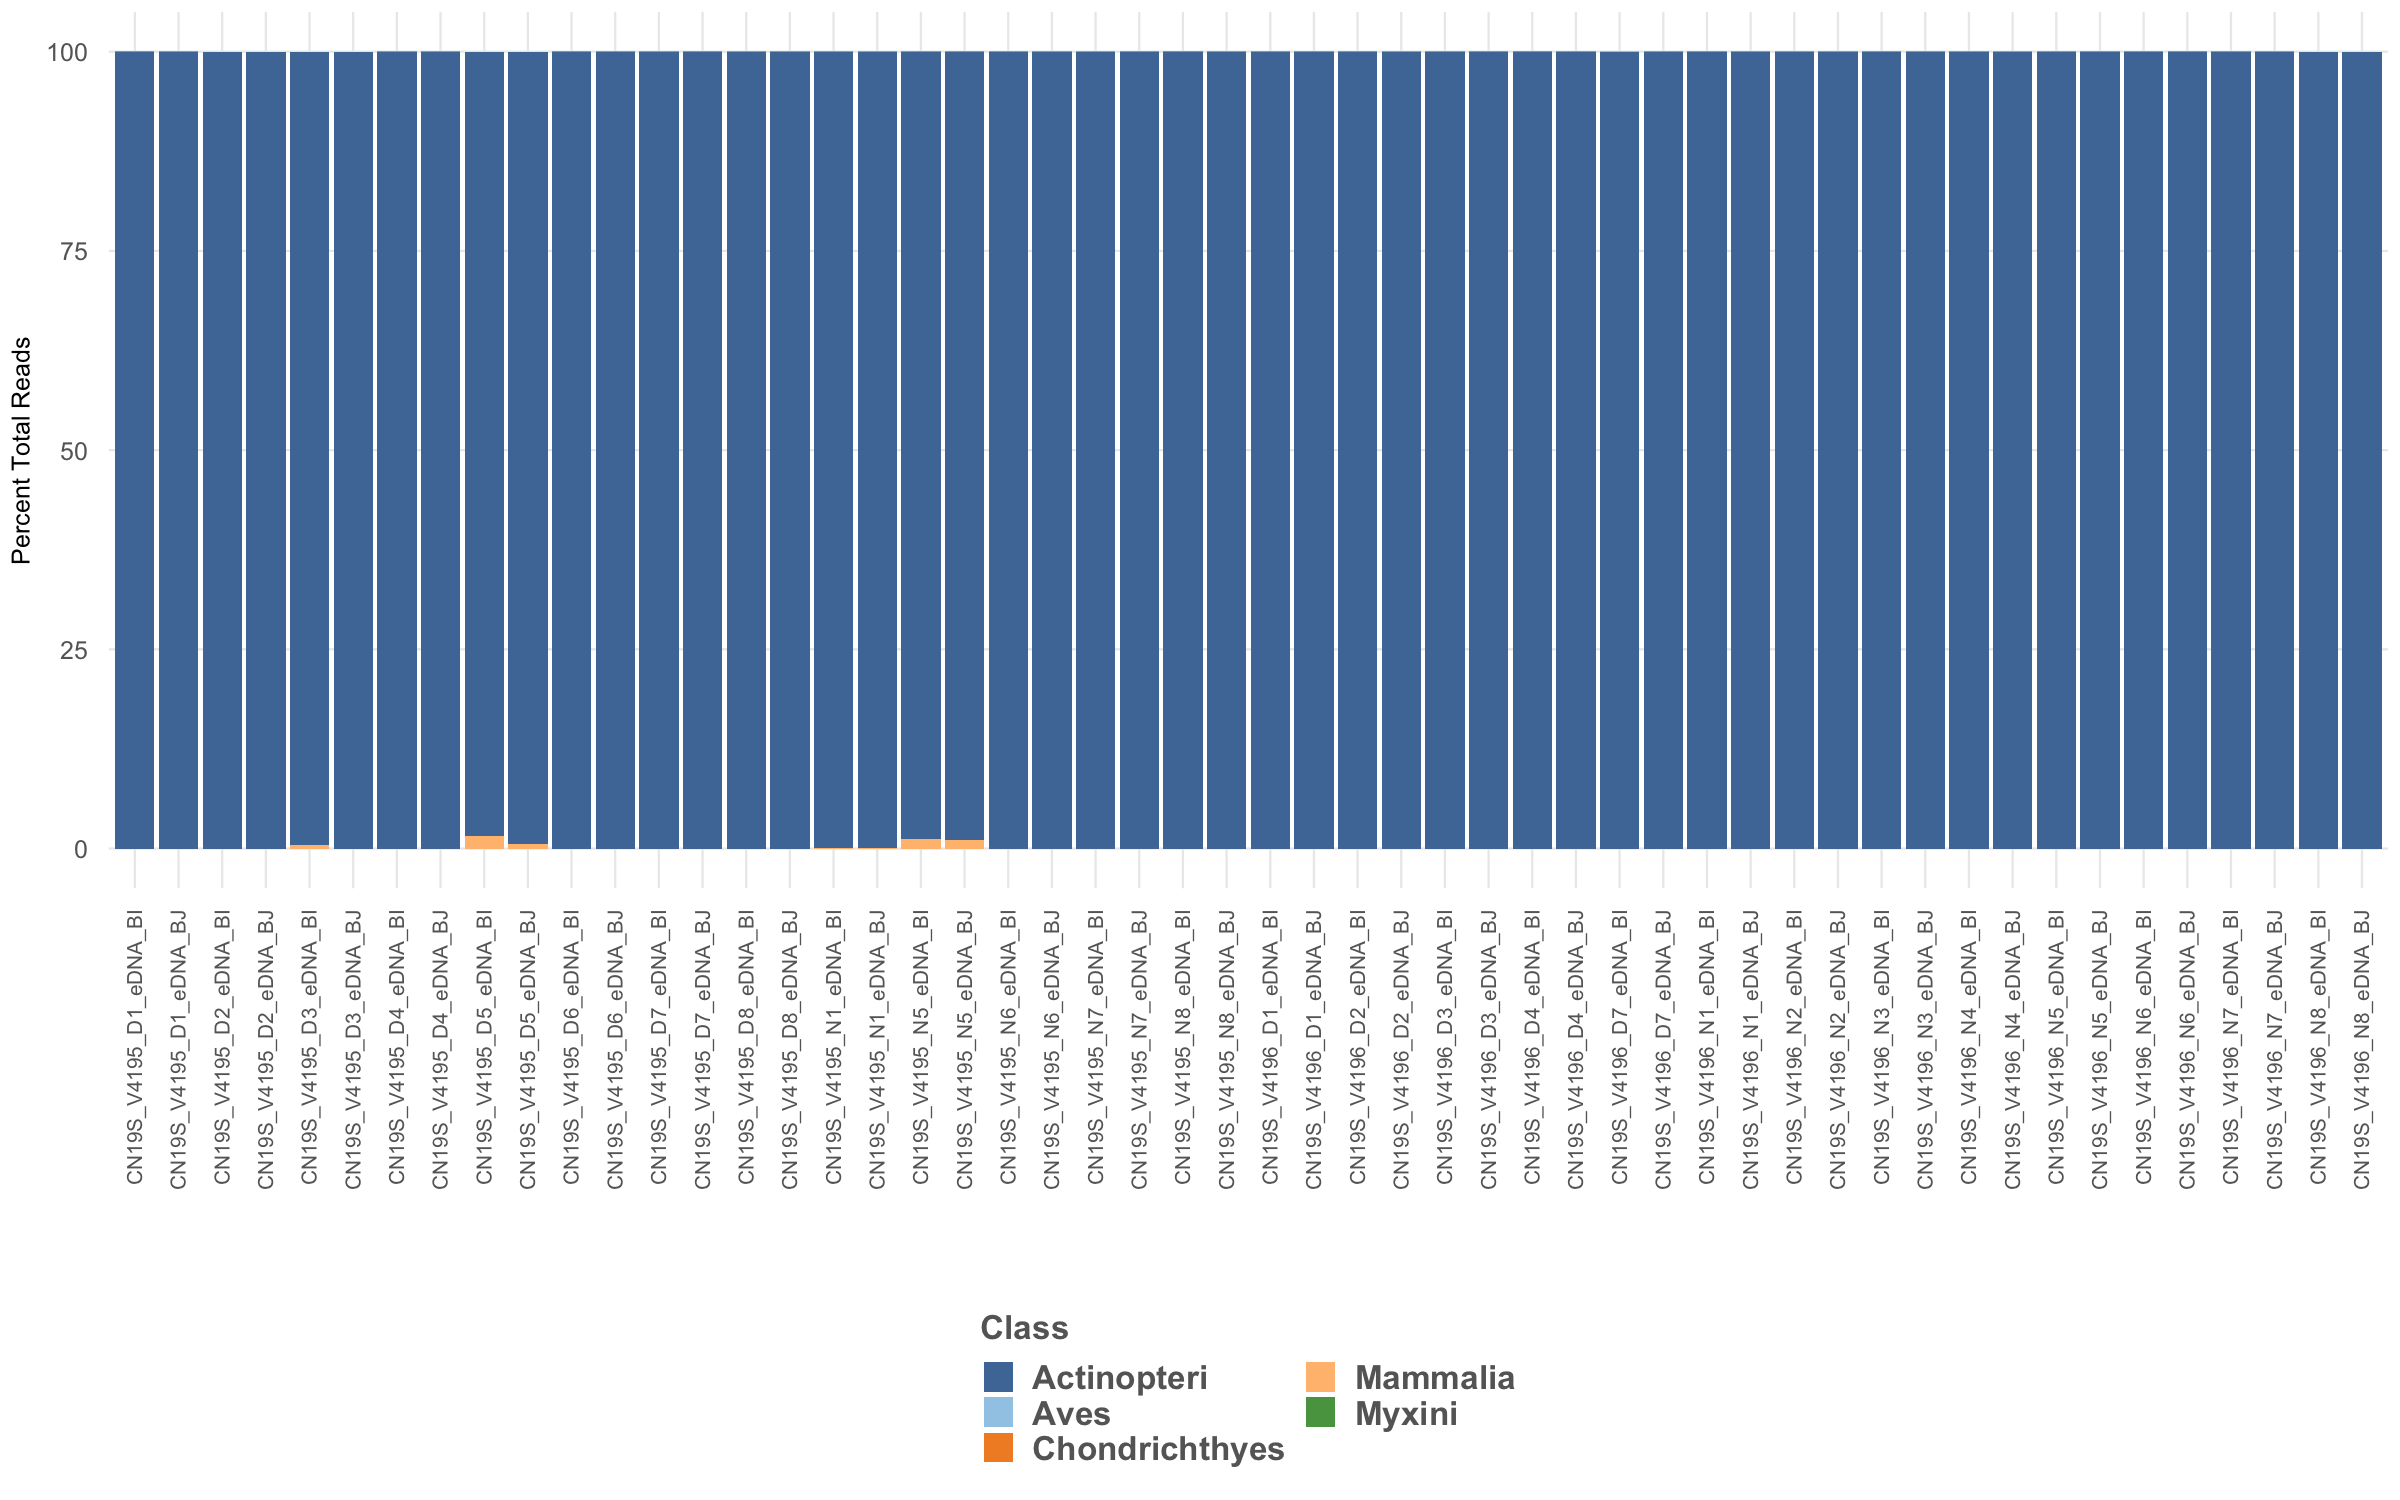 Percent Total Reads
100
75
50
25
0
CN19S_V4195_D1_eDNA_BI
CN19S_V4195_D1_eDNA_BJ
CN19S_V4195_D2_eDNA_BI
CN19S_V4195_D2_eDNA_BJ
CN19S_V4195_D3_eDNA_BI
CN19S_V4195_D3_eDNA_BJ
CN19S_V4195_D4_eDNA_BI
CN19S_V4195_D4_eDNA_BJ
CN19S_V4195_D5_eDNA_BI
CN19S_V4195_D5_eDNA_BJ
CN19S_V4195_D6_eDNA_BI
CN19S_V4195_D6_eDNA_BJ
CN19S_V4195_D7_eDNA_BI
CN19S_V4195_D7_eDNA_BJ
CN19S_V4195_D8_eDNA_BI
CN19S_V4195_D8_eDNA_BJ
CN19S_V4195_N1_eDNA_BI
CN19S_V4195_N1_eDNA_BJ
CN19S_V4195_N5_eDNA_BI
CN19S_V4195_N5_eDNA_BJ
CN19S_V4195_N6_eDNA_BI
CN19S_V4195_N6_eDNA_BJ
CN19S_V4195_N7_eDNA_BI
CN19S_V4195_N7_eDNA_BJ
CN19S_V4195_N8_eDNA_BI
CN19S_V4195_N8_eDNA_BJ
CN19S_V4196_D1_eDNA_BI
CN19S_V4196_D1_eDNA_BJ
CN19S_V4196_D2_eDNA_BI
CN19S_V4196_D2_eDNA_BJ
CN19S_V4196_D3_eDNA_BI
CN19S_V4196_D3_eDNA_BJ
CN19S_V4196_D4_eDNA_BI
CN19S_V4196_D4_eDNA_BJ
CN19S_V4196_D7_eDNA_BI
CN19S_V4196_D7_eDNA_BJ
CN19S_V4196_N1_eDNA_BI
CN19S_V4196_N1_eDNA_BJ
CN19S_V4196_N2_eDNA_BI
CN19S_V4196_N2_eDNA_BJ
CN19S_V4196_N3_eDNA_BI
CN19S_V4196_N3_eDNA_BJ
CN19S_V4196_N4_eDNA_BI
CN19S_V4196_N4_eDNA_BJ
CN19S_V4196_N5_eDNA_BI
CN19S_V4196_N5_eDNA_BJ
CN19S_V4196_N6_eDNA_BI
CN19S_V4196_N6_eDNA_BJ
CN19S_V4196_N7_eDNA_BI
CN19S_V4196_N7_eDNA_BJ
CN19S_V4196_N8_eDNA_BI
CN19S_V4196_N8_eDNA_BJ
Class
Actinopteri
Aves
Chondrichthyes
Mammalia
Myxini